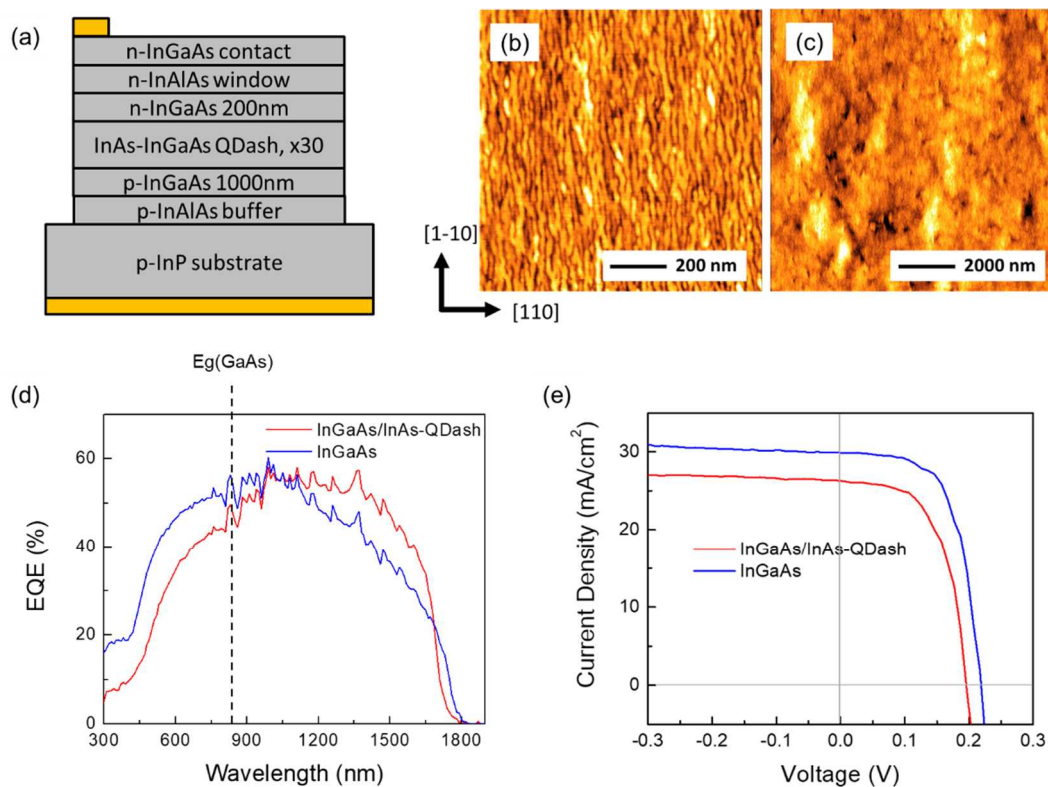 (a)
n-InGaAs contact
n-InAlAs window
n-InGaAs 200nm
InAs-InGaAs QDash, x30
p-InGaAs 1000nm
p-InAlAs buffer
p-InP substrate
(b)
200 nm
(c)
2000 nm
[1-10]
[110]
(d)
Eg(GaAs)
InGaAs/InAs-QDash
InGaAs
EQE (%)
60
40
20
0
300 600 900 1200 1500 1800
Wavelength (nm)
(e)
Current Density (mA/cm²)
30
20
10
0
InGaAs/InAs-QDash
InGaAs
-0.3 -0.2 -0.1 0.0 0.1 0.2 0.3
Voltage (V)